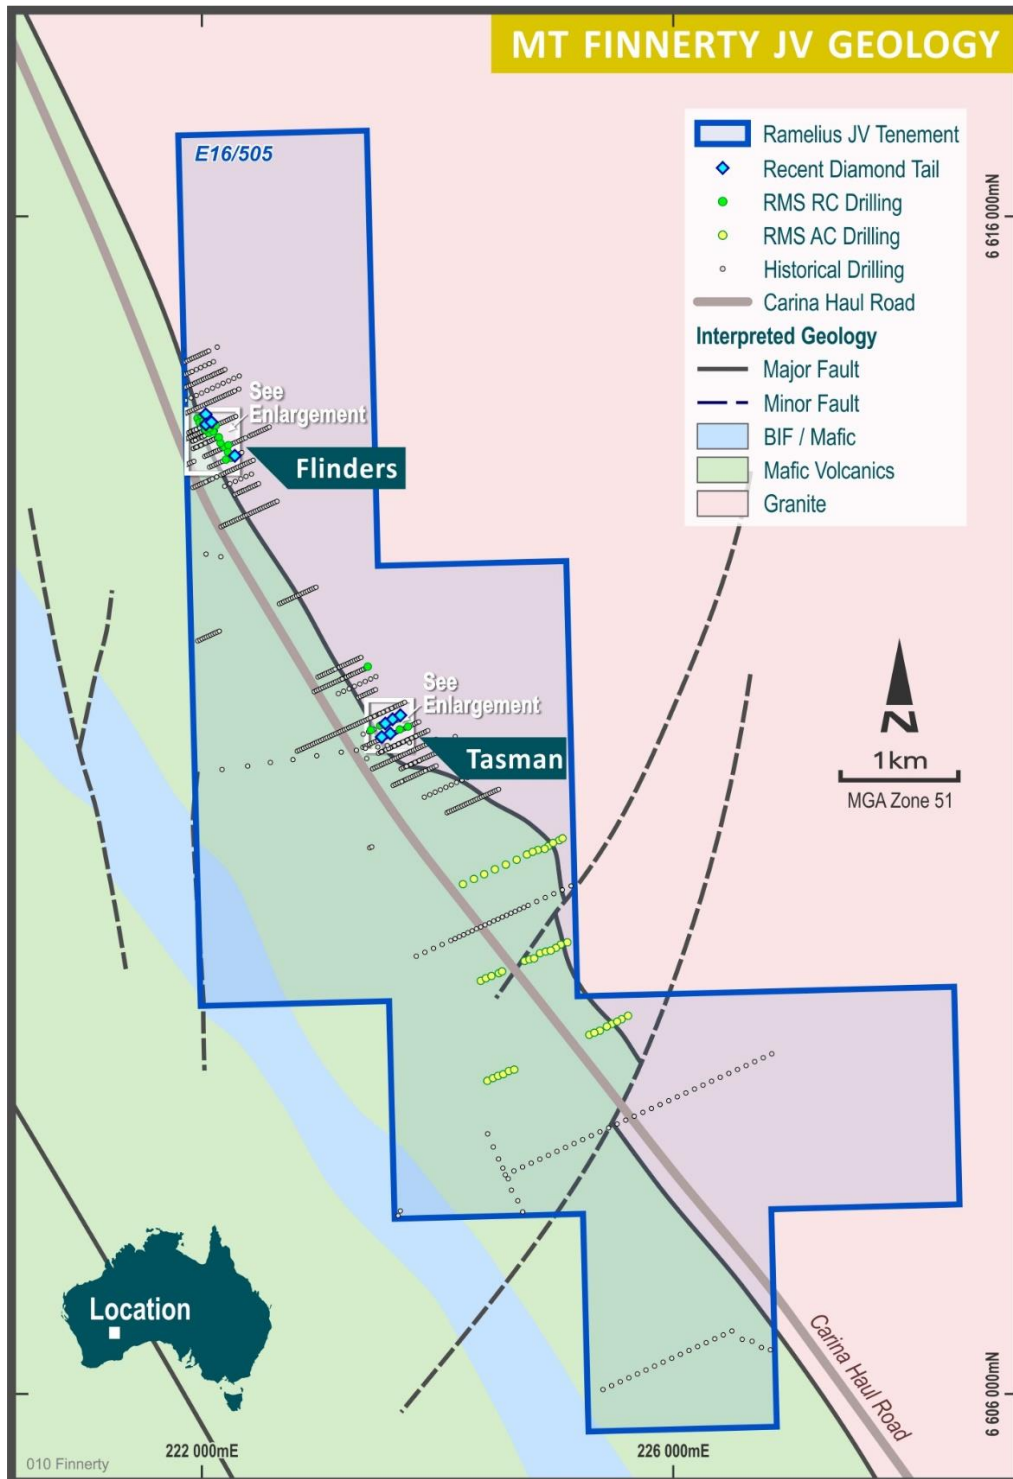 MT FINNERTY JV GEOLOGY
E16/505
Ramelius JV Tenement
Recent Diamond Tail
RMS RC Drilling
RMS AC Drilling
Historical Drilling
Carina Haul Road
Interpreted Geology
Major Fault
Minor Fault
BIF / Mafic
Mafic Volcanics
Granite
6 616 000mN
See
Enlargement
Flinders
See
Enlargement
Tasman
N
1km
MGA Zone 51
Location
Carina Haul Road
6 606 000mN
222 000mE
226 000mE
010 Finnerty